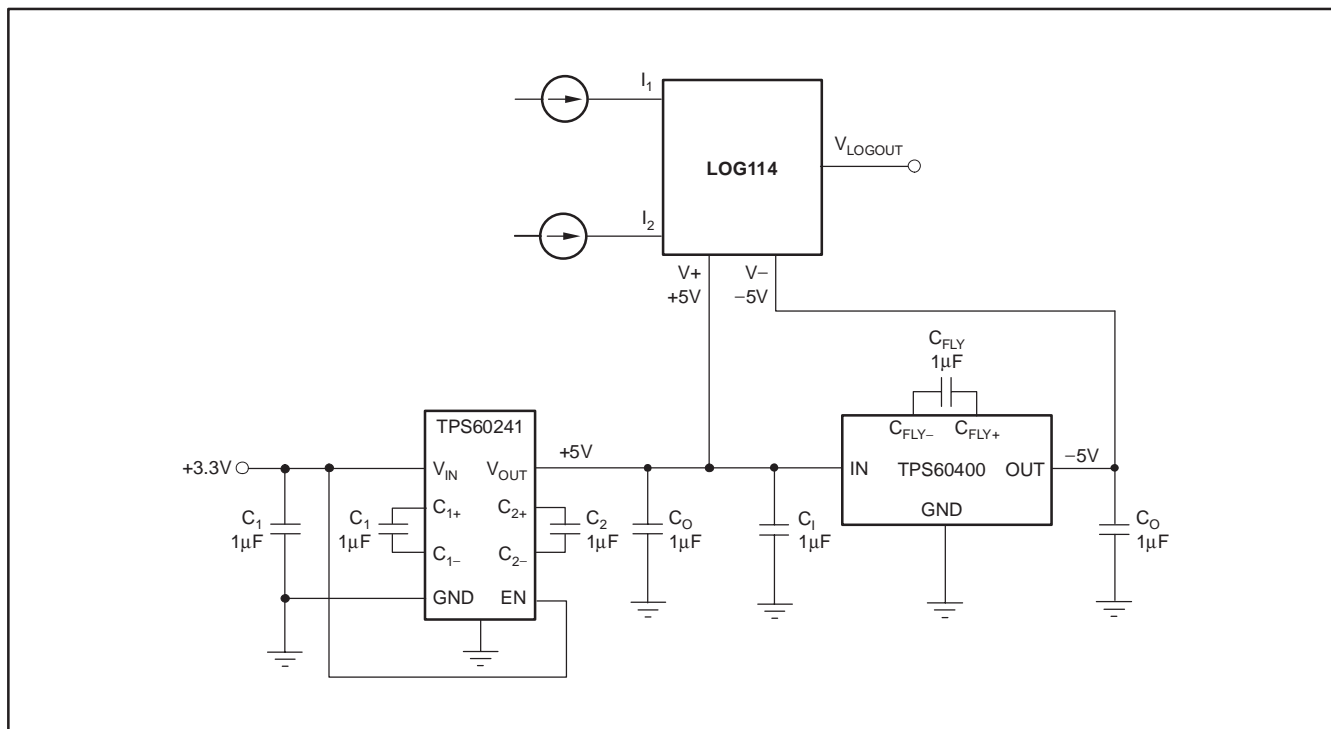 I1
LOG114
VLOGOUT
I2
V+
+5V
V−
−5V
CFLY
1μF
CFLY−
CFLY+
TPS60241
+3.3V
VIN
VOUT
+5V
IN
TPS60400
OUT
−5V
GND
C1
1μF
C1
1μF
C1+
C1−
C2+
C2−
C2
1μF
CO
1μF
CI
1μF
CO
1μF
GND
EN